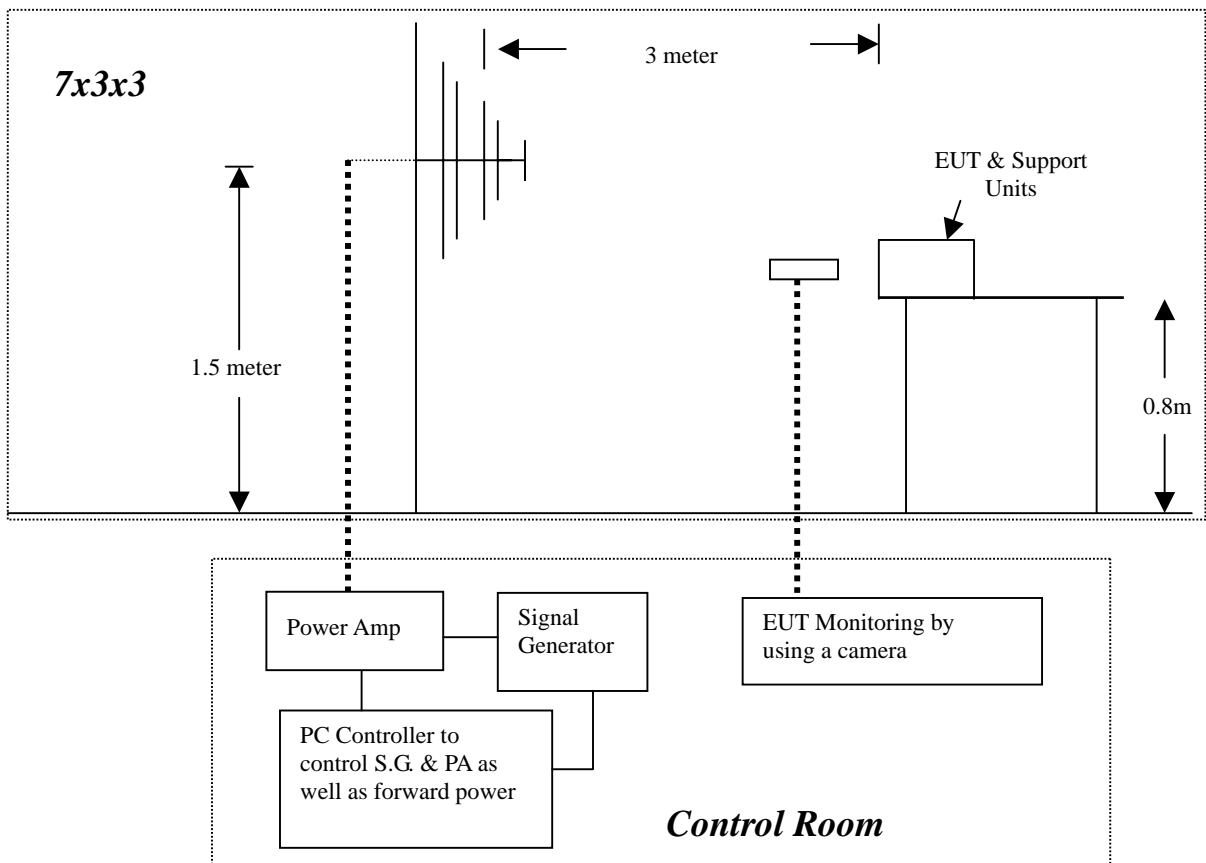 3 meter
7x3x3
EUT & Support
Units
1.5 meter
0.8m
Power Amp
Signal
Generator
EUT Monitoring by
using a camera
PC Controller to
control S.G. & PA as
well as forward power
Control Room